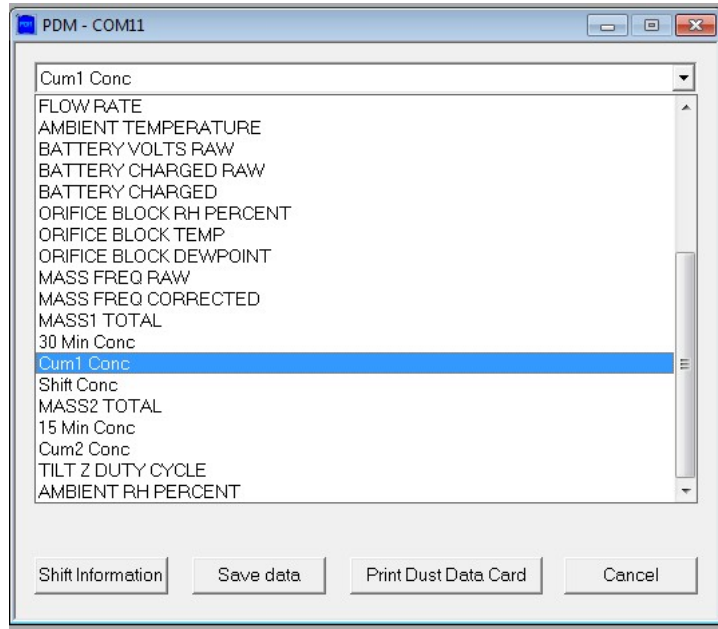 PDM - COM11
Cum1 Conc
FLOW RATE
AMBIENT TEMPERATURE
BATTERY VOLTS RAW
BATTERY CHARGED RAW
BATTERY CHARGED
ORIFICE BLOCK RH PERCENT
ORIFICE BLOCK TEMP
ORIFICE BLOCK DEWPOINT
MASS FREQ RAW
MASS FREQ CORRECTED
MASS1 TOTAL
30 Min Conc
Cum1 Conc
Shift Conc
MASS2 TOTAL
15 Min Conc
Cum2 Conc
TILT Z DUTY CYCLE
AMBIENT RH PERCENT
Shift Information Save data Print Dust Data Card Cancel